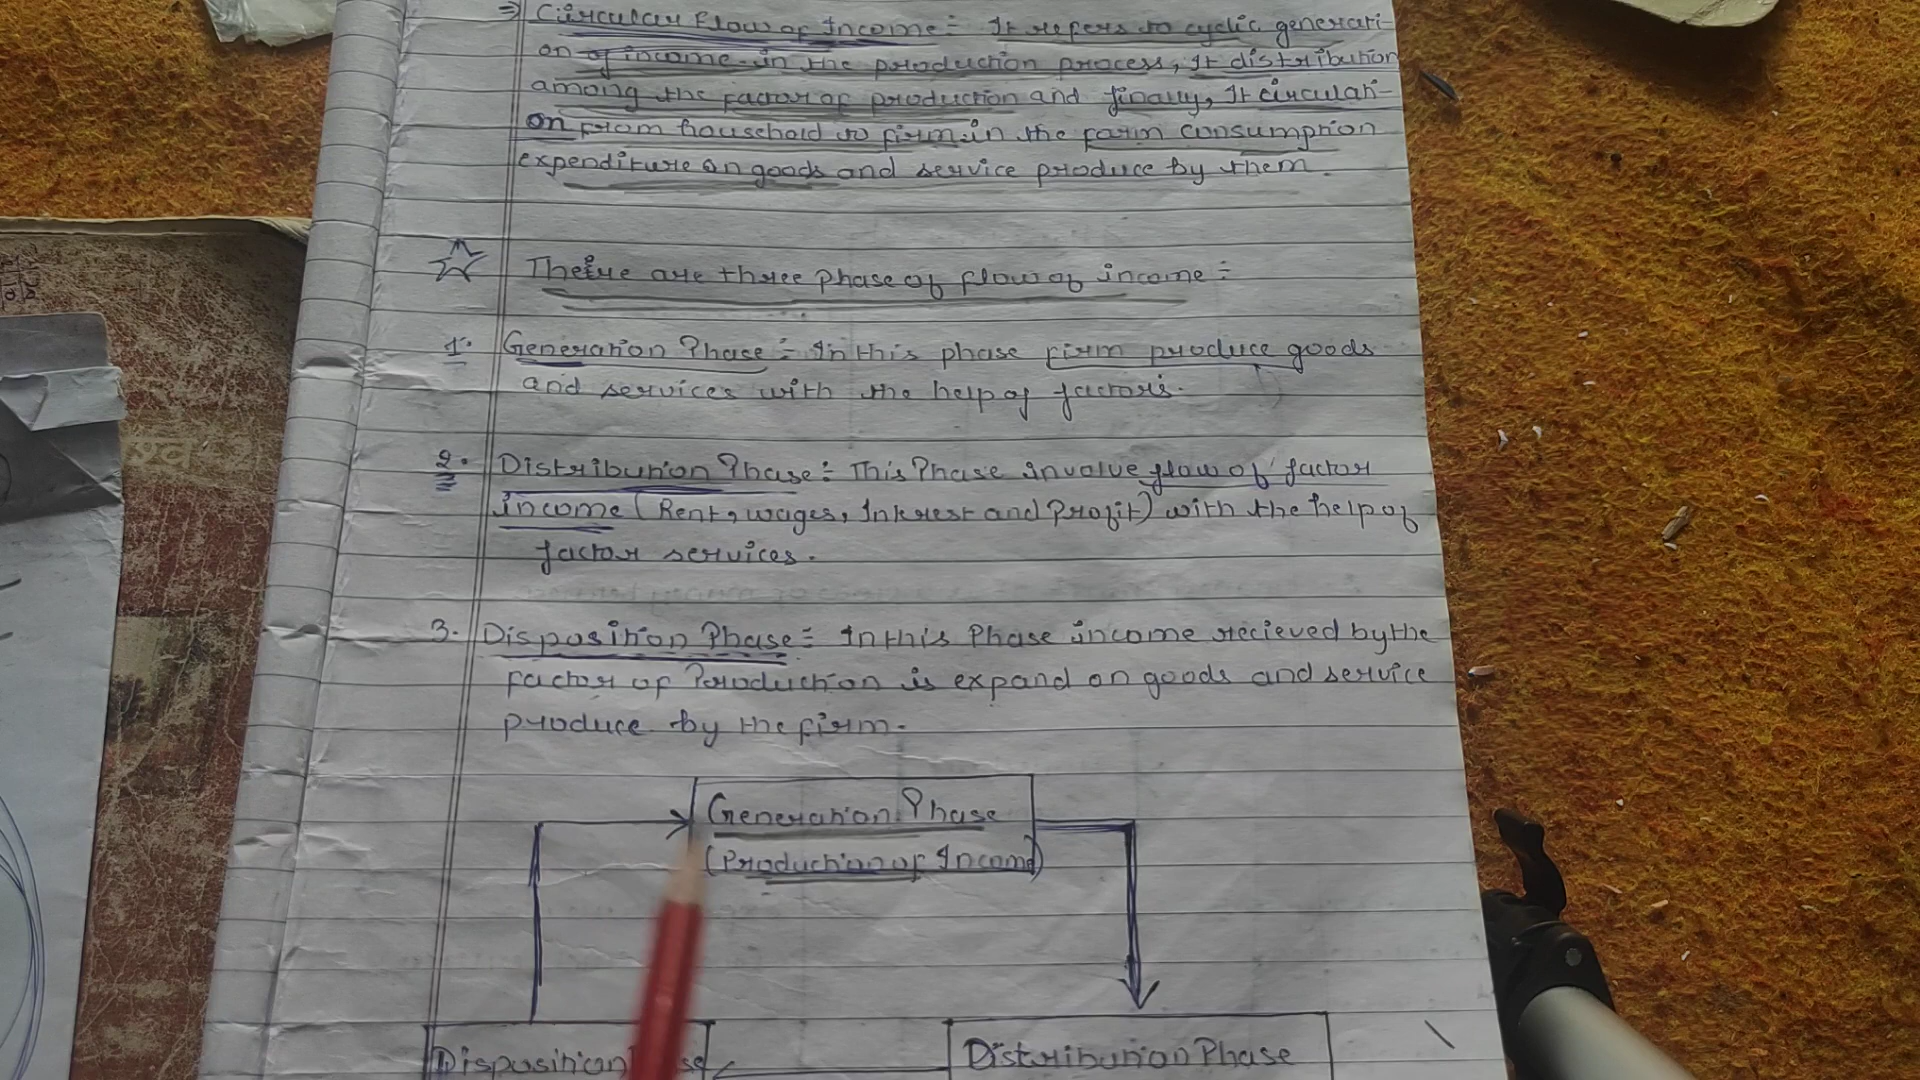 ⇒ Circular Flow of Income :- It refers to cyclic generati-
on of income in the production process, It distribution
among the factor of production and finally, It circulati-
on from household to firm in the form consumption
expenditure on goods and service produce by them.
☆ There are three phase of flow of income :-
1. Generation Phase :- In this phase firm produce goods
and services with the help of factors.
2. Distribution Phase :- This Phase involve flow of factor
income (Rent, wages, Interest and Profit) with the help of
factor services.
3. Disposition Phase :- In this Phase income recieved by the
factor of Production is expand on goods and service
produce by the firm.
Generation Phase
(Production of Income)
Disposition
Distribution Phase
श्व